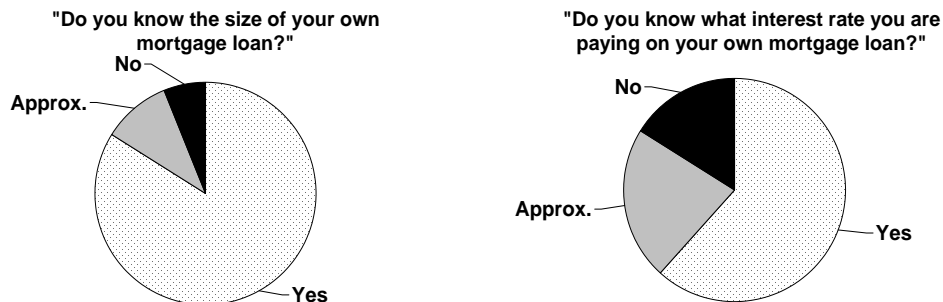 "Do you know the size of your own
mortgage loan?"
No
Approx.
Yes
"Do you know what interest rate you are
paying on your own mortgage loan?"
No
Approx.
Yes